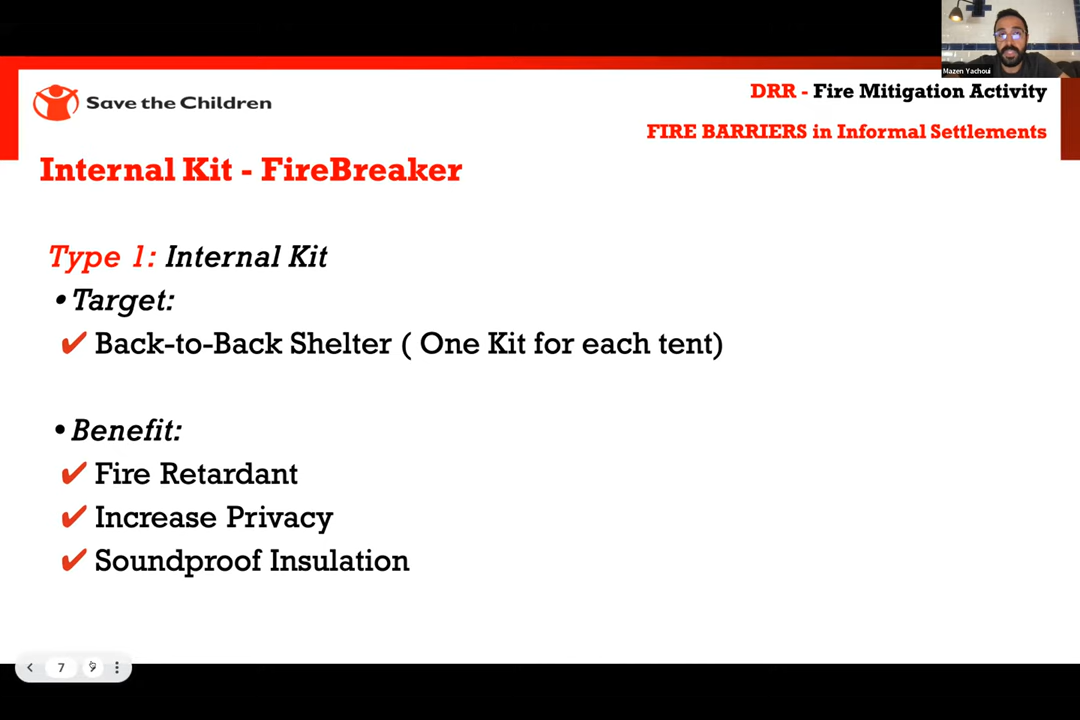 Mazen Yachoui
Save the Children
DRR - Fire Mitigation Activity
FIRE BARRIERS in Informal Settlements
Internal Kit - FireBreaker
Type 1: Internal Kit
• Target:
✔ Back-to-Back Shelter ( One Kit for each tent)
• Benefit:
✔ Fire Retardant
✔ Increase Privacy
✔ Soundproof Insulation
7
9